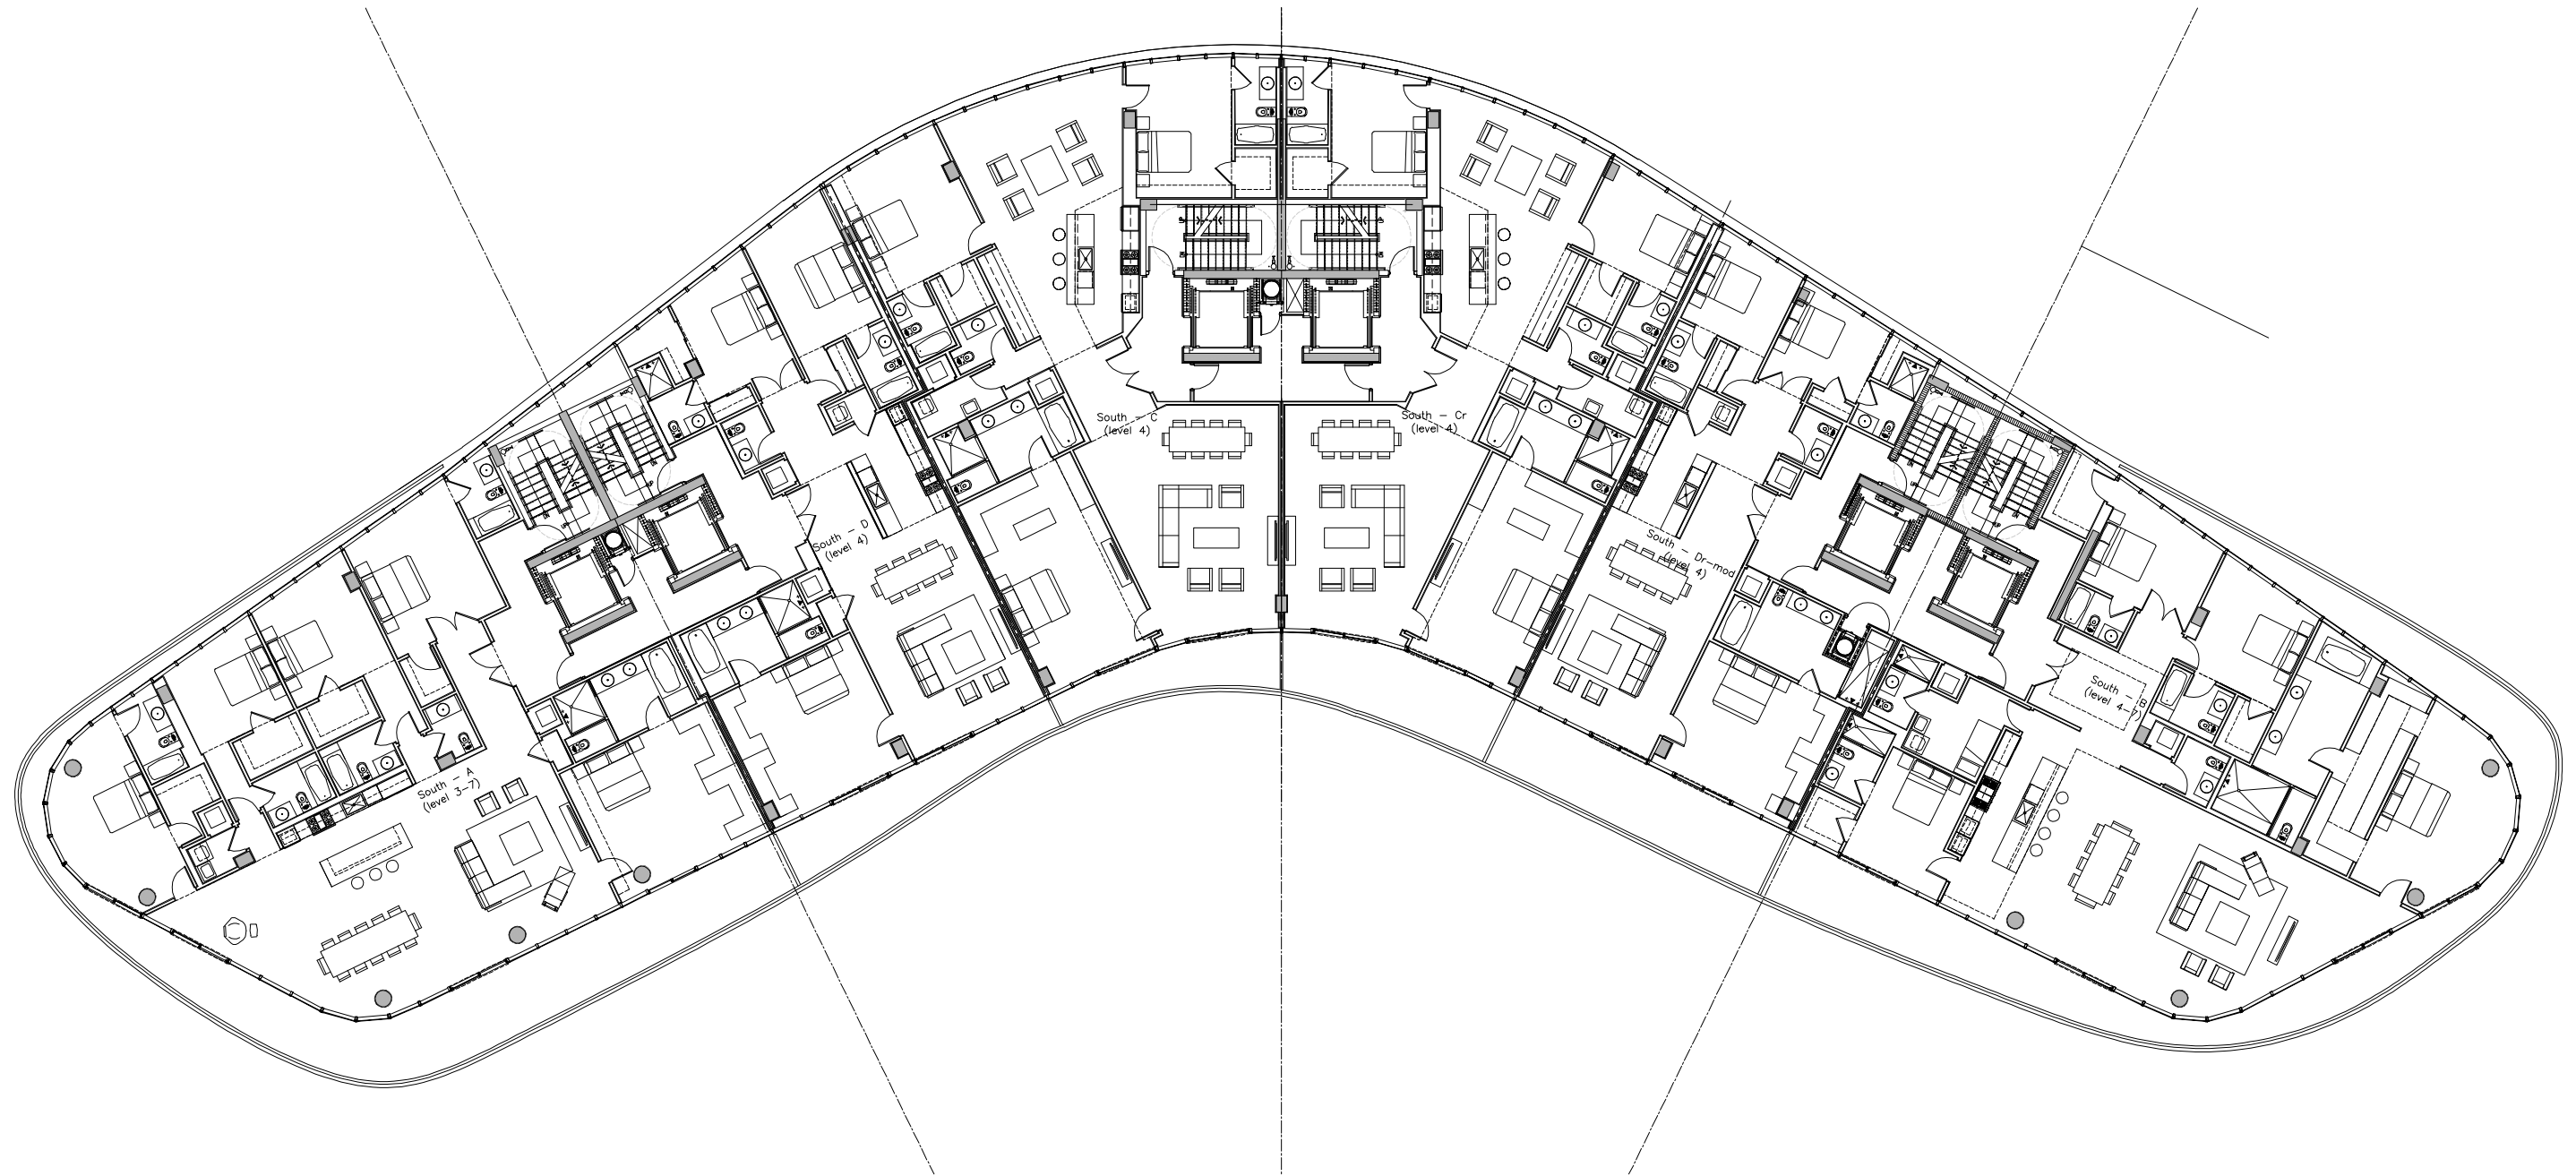 South - C
(level 4)
South - Cr
(level 4)
South - D
(level 4)
South - Dr-mod
(level 4)
South - B
(level 4-7)
South - A
(level 3-7)